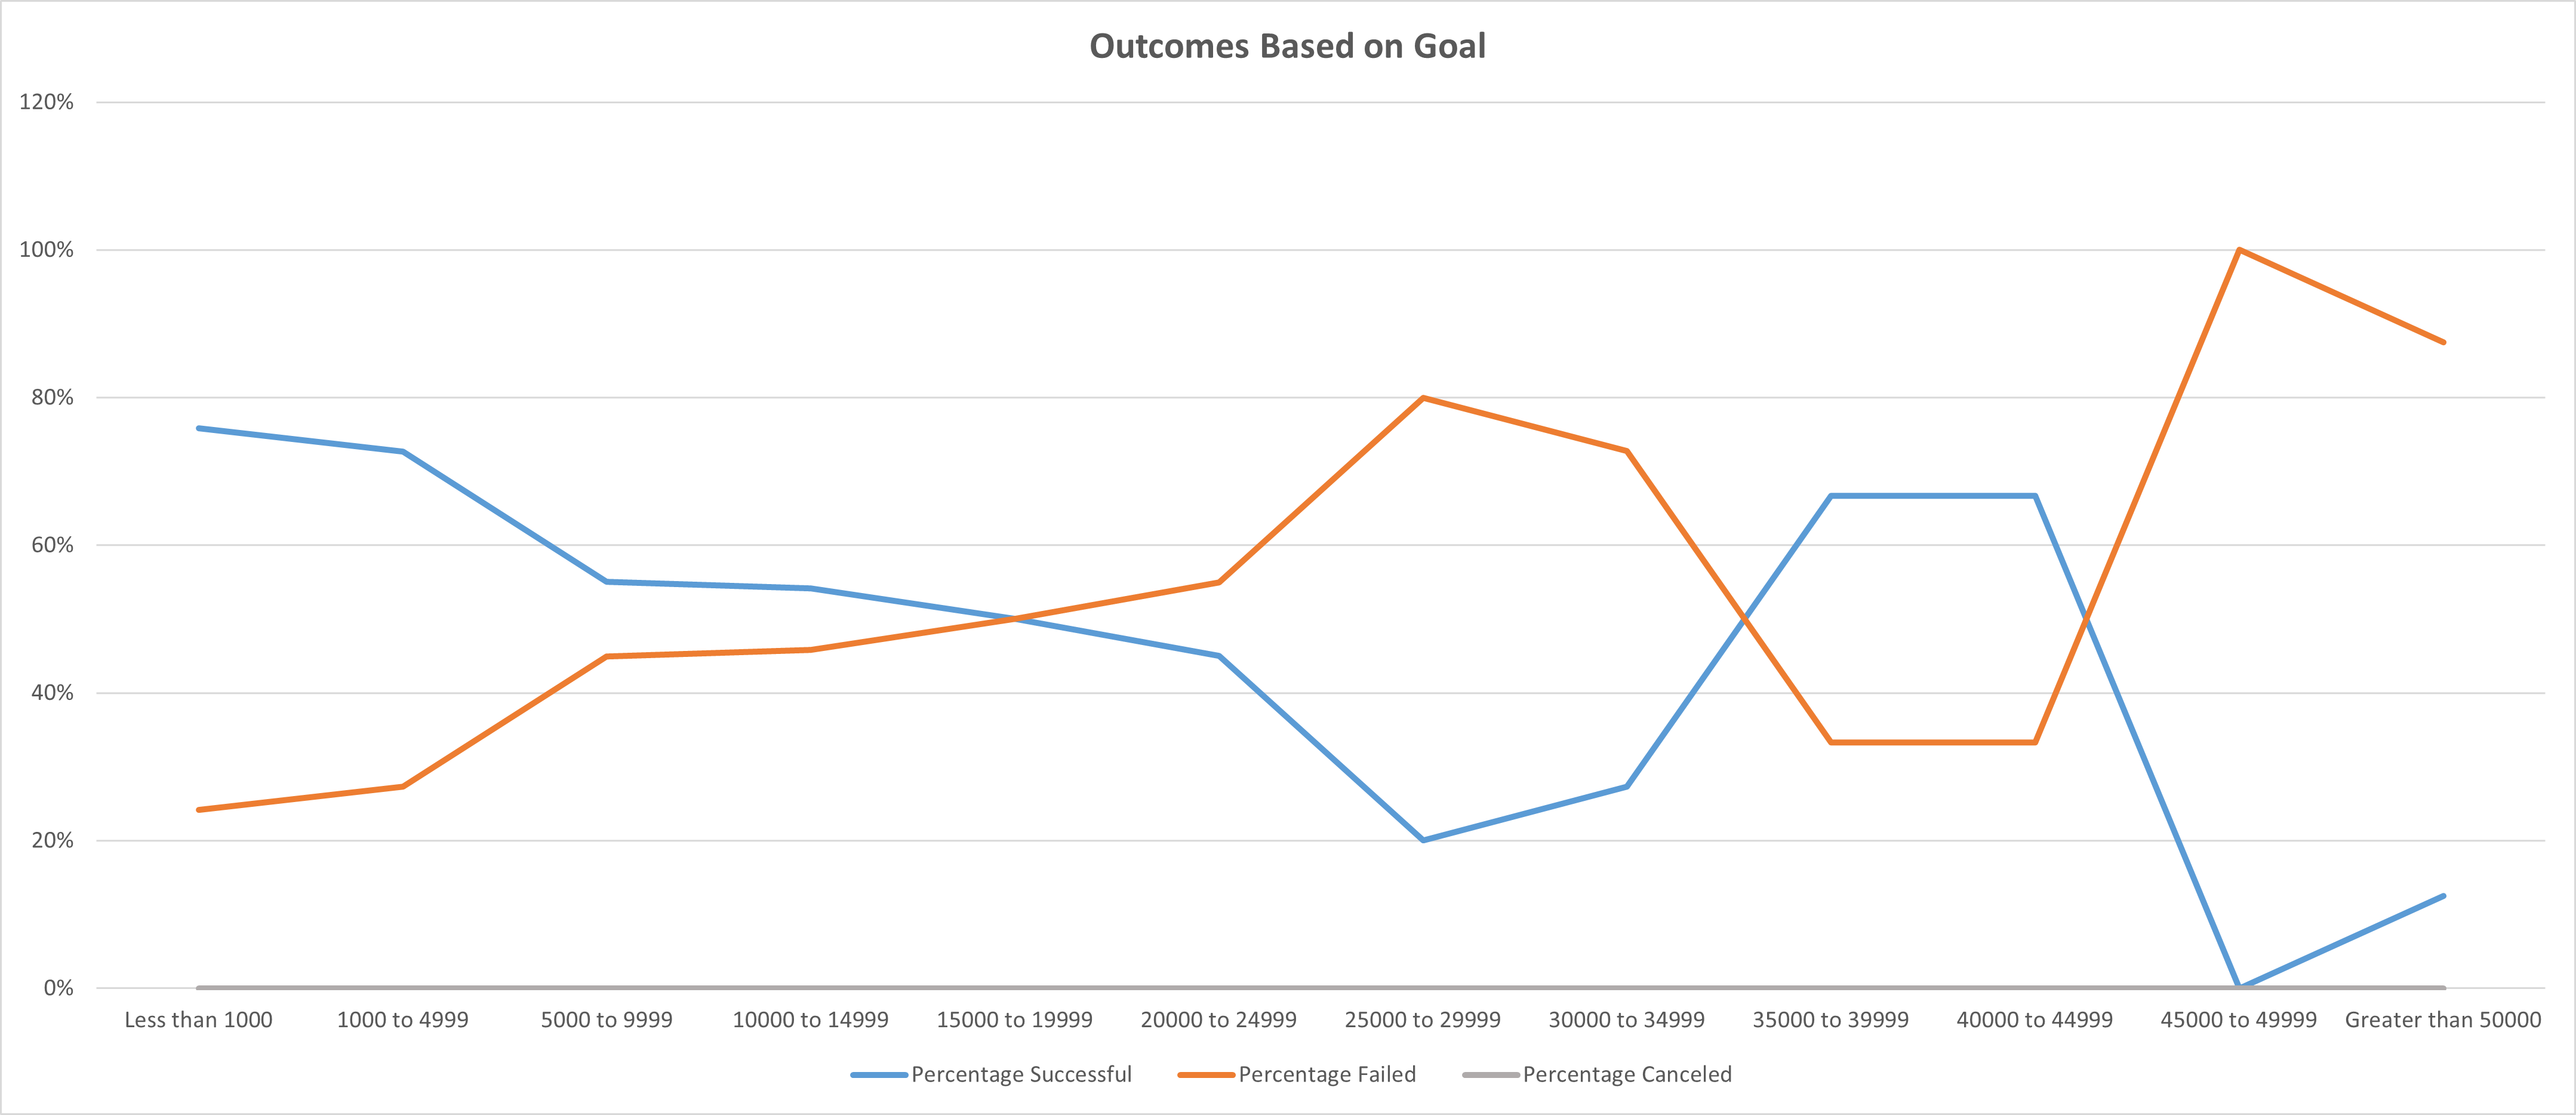 Outcomes Based on Goal
120%
100%
80%
60%
40%
20%
0%
Less than 1000 1000 to 4999 5000 to 9999 10000 to 14999 15000 to 19999 20000 to 24999 25000 to 29999 30000 to 34999 35000 to 39999 40000 to 44999 45000 to 49999 Greater than 50000
Percentage Successful Percentage Failed Percentage Canceled